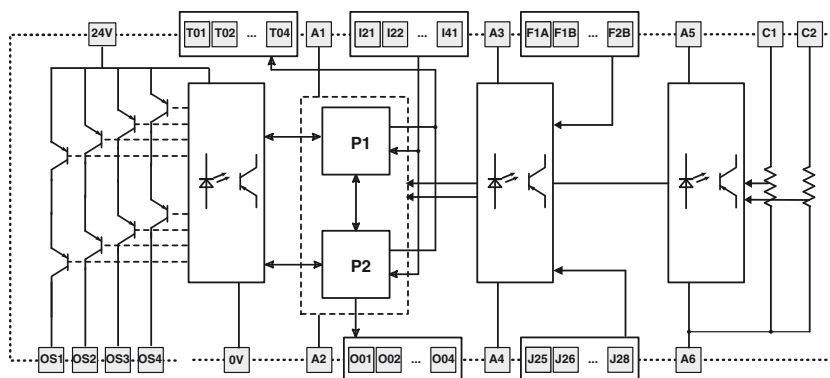 24V T01 T02 ... T04 A1 I21 I22 ... I41 A3 F1A F1B ... F2B A5 C1 C2
P1
P2
OS1 OS2 OS3 OS4 0V A2 O01 O02 ... O04 A4 J25 J26 ... J28 A6